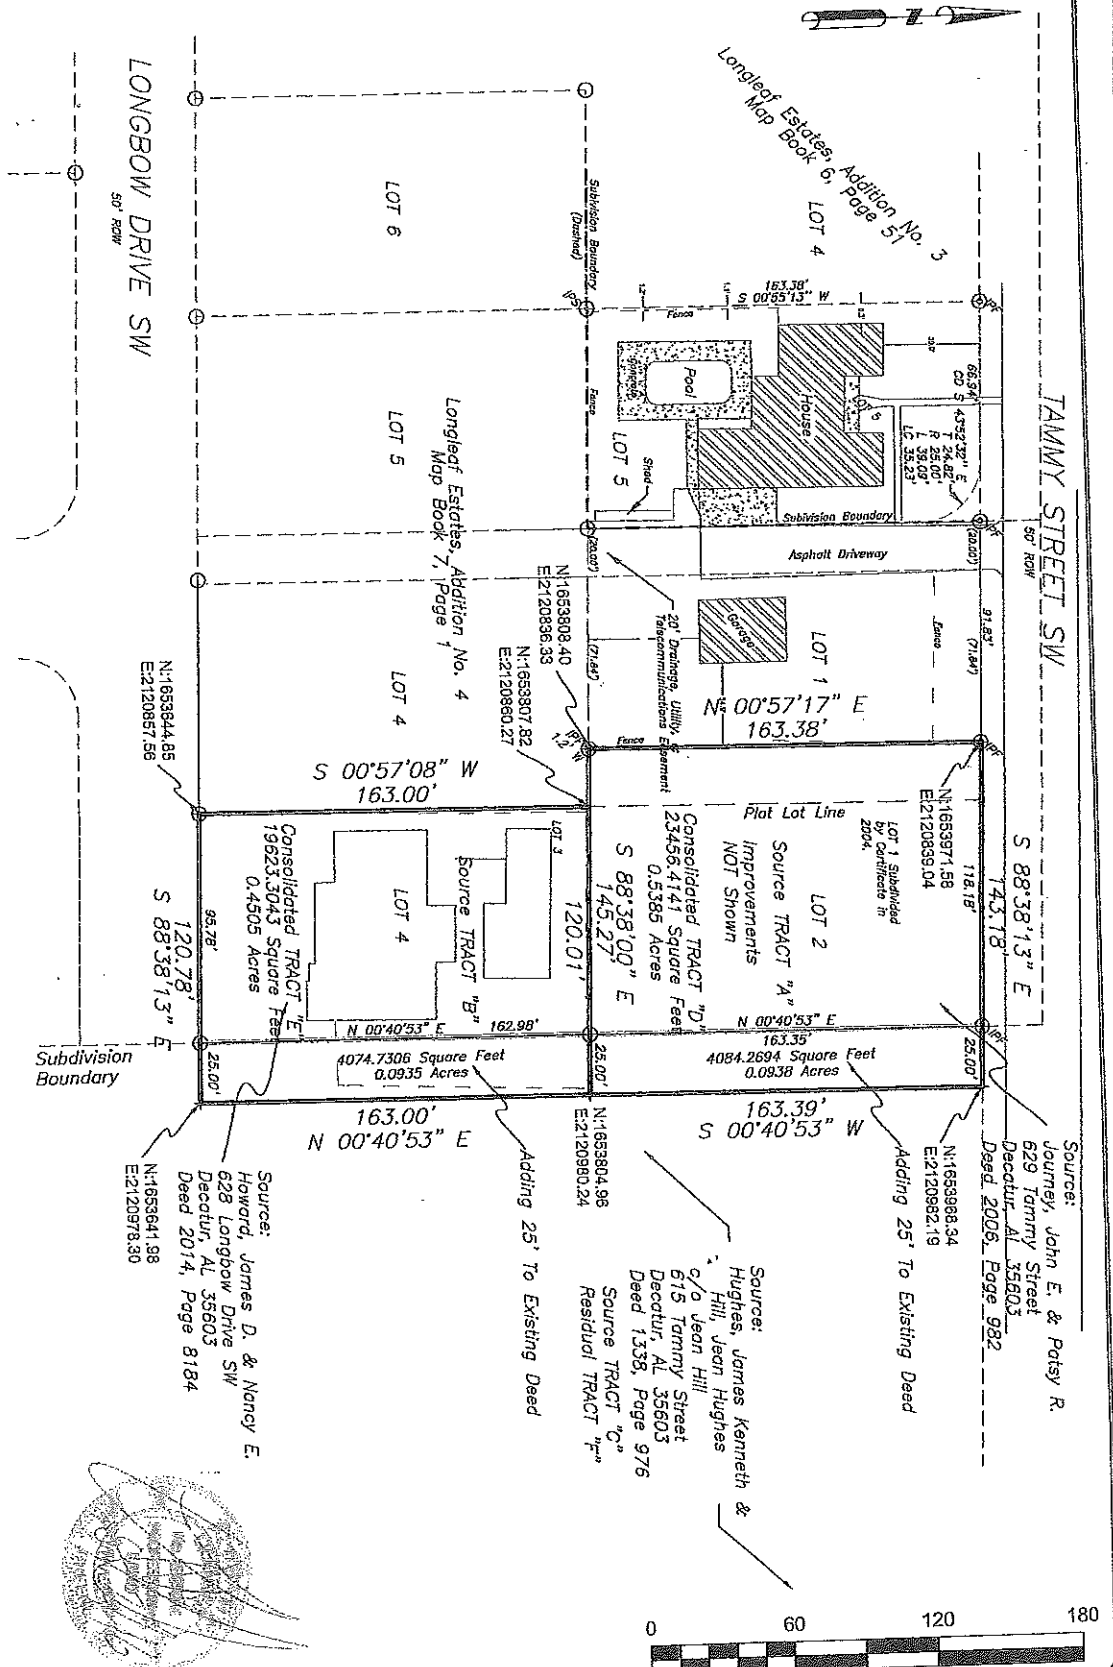 TAMMY STREET SW
50' ROW
Longleaf Estates, Addition No. 3
Map Book 6, Page 51
LOT 4
163.38'
S 00°55'13" W
IPF
66.94'
CD S 43°52'32" E
T 24.82'
R 25.00'
L 39.09'
LC 35.23'
House
Pool
Concrete
Fence
LOT 5
LOT 5
Shed
Subdivision Boundary
Asphalt Driveway
IPF
(20.00')
91.83'
(71.84')
Fence
LOT 1
Garage
20' Drainage, Utility, &
Telecommunications Easement
(20.00')
(71.84')
N 00°57'17" E
163.38'
Fence
IPF
1.2' W
IPF
N:1653971.58
E:2120839.04
S 88°38'13" E
143.18'
118.18'
25.00'
IPF
LOT 1 Subdivided
by Certificate in
2004.
Plat Lot Line
LOT 2
Source TRACT "A"
Improvements
NOT Shown
Consolidated TRACT "D"
23456.4141 Square Feet
0.5385 Acres
S 88°38'00" E
145.27'
120.01'
25.00'
N 00°40'53" E
163.35'
4084.2694 Square Feet
0.0938 Acres
163.39'
S 00°40'53" W
N:1653968.34
E:2120982.19
Adding 25' To Existing Deed
Source:
Journey, John E. & Patsy R.
629 Tammy Street
Decatur, AL 35603
Deed 2006, Page 982
Source:
Hughes, James Kenneth &
Hill, Jean Hughes
c/o Jean Hill
615 Tammy Street
Decatur, AL 35603
Deed 1338, Page 976
Source TRACT "C"
Residual TRACT "F"
Subdivision Boundary
(Dashed)
IPS
Fence
LOT 6
LOT 5
Longleaf Estates, Addition No. 4
Map Book 7, Page 1
LOT 4
N:1653808.40
E:2120836.33
N:1653807.82
E:2120860.27
S 00°57'08" W
163.00'
N:1653644.85
E:2120857.56
LOT 3
Source TRACT "B"
LOT 4
Consolidated TRACT "E"
19623.3043 Square Feet
0.4505 Acres
95.78'
120.78'
S 88°38'13" E
25.00'
N 00°40'53" E
162.98'
4074.7306 Square Feet
0.0935 Acres
163.00'
N 00°40'53" E
N:1653804.96
E:2120980.24
Adding 25' To Existing Deed
N:1653641.98
E:2120978.30
Source:
Howard, James D. & Nancy E.
628 Longbow Drive SW
Decatur, AL 35603
Deed 2014, Page 8184
Subdivision
Boundary
LONGBOW DRIVE SW
50' ROW
0
60
120
180
N